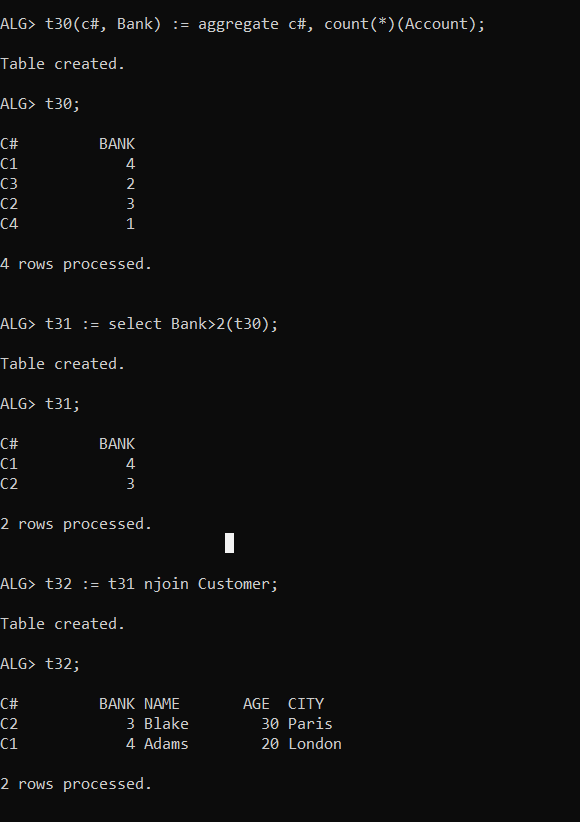 ALG> t30(c#, Bank) := aggregate c#, count(*)(Account);
Table created.
ALG> t30;
C#         BANK
C1            4
C3            2
C2            3
C4            1
4 rows processed.
ALG> t31 := select Bank>2(t30);
Table created.
ALG> t31;
C#         BANK
C1            4
C2            3
2 rows processed.
ALG> t32 := t31 njoin Customer;
Table created.
ALG> t32;
C#         BANK NAME       AGE  CITY
C2            3 Blake        30 Paris
C1            4 Adams        20 London
2 rows processed.